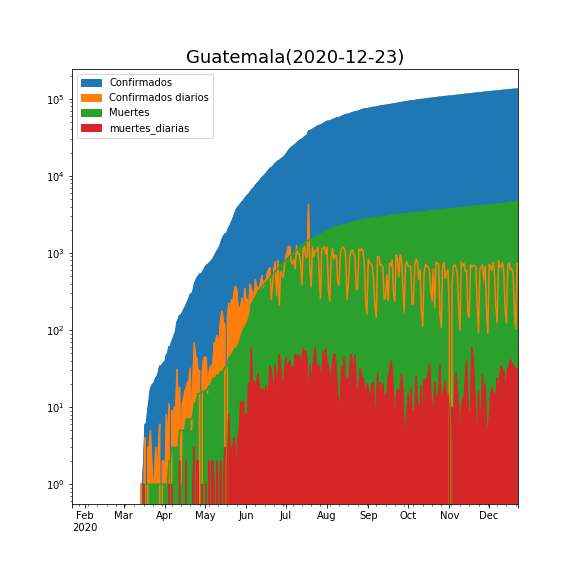 Guatemala(2020-12-23)
Confirmados
Confirmados diarios
Muertes
muertes_diarias
10⁵
10⁴
10³
10²
10¹
10⁰
Feb Mar Apr May Jun Jul Aug Sep Oct Nov Dec
2020